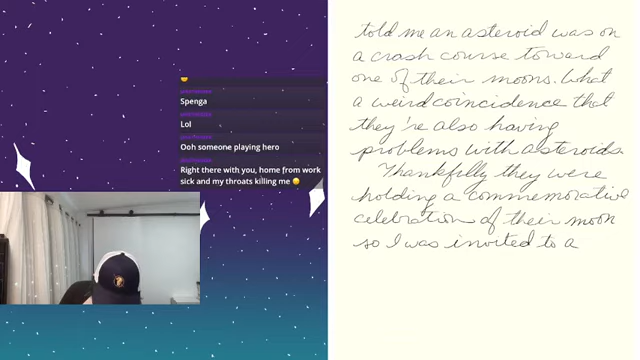 Spenga
Lol
Ooh someone playing hero
Right there with you, home from work
sick and my throats killing me
told me an asteroid was on
a crash course toward
one of their moons. What
a weird coincidence that
they're also having
problems with asteroids.
Thankfully they were
holding a commemorative
celebration of their moon
so I was invited to a